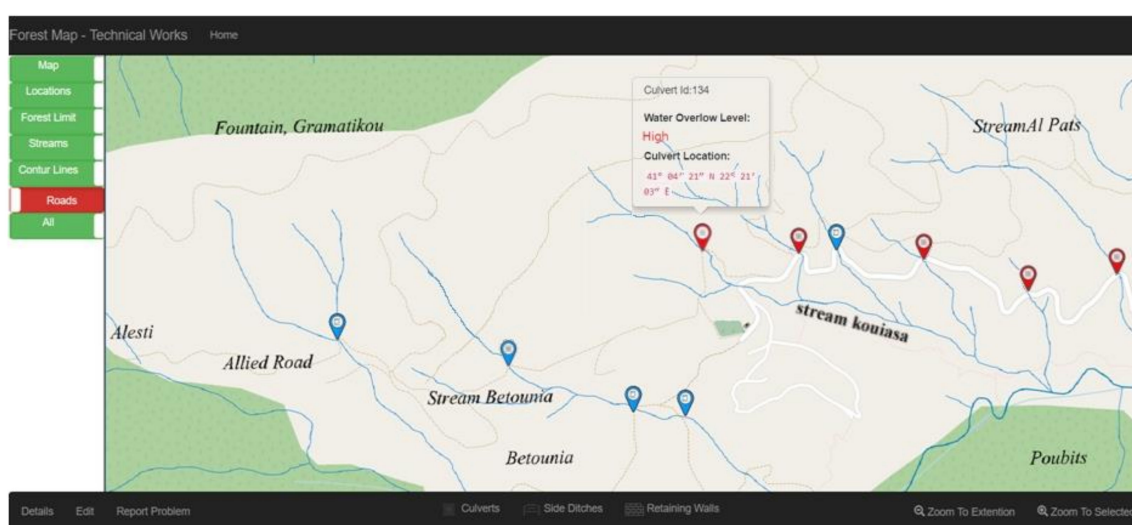 Forest Map - Technical Works Home
Map
Locations
Forest Limit
Streams
Contur Lines
Roads
All
Culvert Id:134
Water Overlow Level:
High
Culvert Location:
41° 04′ 21″ N 22° 21′
03″ E
Fountain, Gramatikou
StreamAl Pats
stream kouiasa
Alesti
Allied Road
Stream Betounia
Betounia
Poubits
Details Edit Report Problem Culverts Side Ditches Retaining Walls Zoom To Extention Zoom To Selected